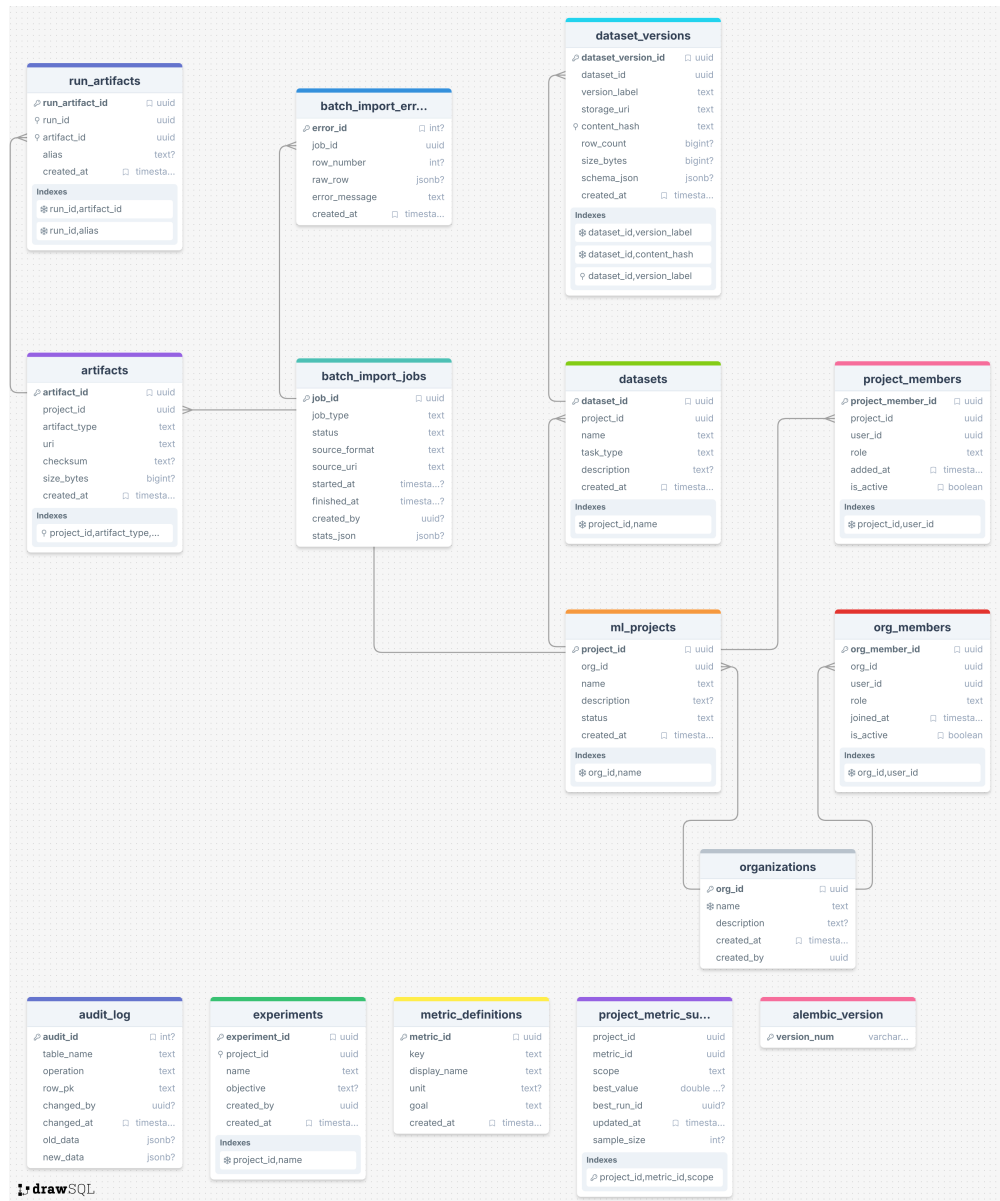 run_artifacts
run_artifact_id uuid
run_id uuid
artifact_id uuid
alias text?
created_at timesta...
Indexes
run_id,artifact_id
run_id,alias
batch_import_err...
error_id int?
job_id uuid
row_number int?
raw_row jsonb?
error_message text
created_at timesta...
dataset_versions
dataset_version_id uuid
dataset_id uuid
version_label text
storage_uri text
content_hash text
row_count bigint?
size_bytes bigint?
schema_json jsonb?
created_at timesta...
Indexes
dataset_id,version_label
dataset_id,content_hash
dataset_id,version_label
artifacts
artifact_id uuid
project_id uuid
artifact_type text
uri text
checksum text?
size_bytes bigint?
created_at timesta...
Indexes
project_id,artifact_type,...
batch_import_jobs
job_id uuid
job_type text
status text
source_format text
source_uri text
started_at timesta...?
finished_at timesta...?
created_by uuid?
stats_json jsonb?
datasets
dataset_id uuid
project_id uuid
name text
task_type text
description text?
created_at timesta...
Indexes
project_id,name
project_members
project_member_id uuid
project_id uuid
user_id uuid
role text
added_at timesta...
is_active boolean
Indexes
project_id,user_id
ml_projects
project_id uuid
org_id uuid
name text
description text?
status text
created_at timesta...
Indexes
org_id,name
org_members
org_member_id uuid
org_id uuid
user_id uuid
role text
joined_at timesta...
is_active boolean
Indexes
org_id,user_id
organizations
org_id uuid
name text
description text?
created_at timesta...
created_by uuid
audit_log
audit_id int?
table_name text
operation text
row_pk text
changed_by uuid?
changed_at timesta...
old_data jsonb?
new_data jsonb?
experiments
experiment_id uuid
project_id uuid
name text
objective text?
created_by uuid
created_at timesta...
Indexes
project_id,name
metric_definitions
metric_id uuid
key text
display_name text
unit text?
goal text
created_at timesta...
project_metric_su...
project_id uuid
metric_id uuid
scope text
best_value double ...?
best_run_id uuid?
updated_at timesta...
sample_size int?
Indexes
project_id,metric_id,scope
alembic_version
version_num varchar...
drawSQL